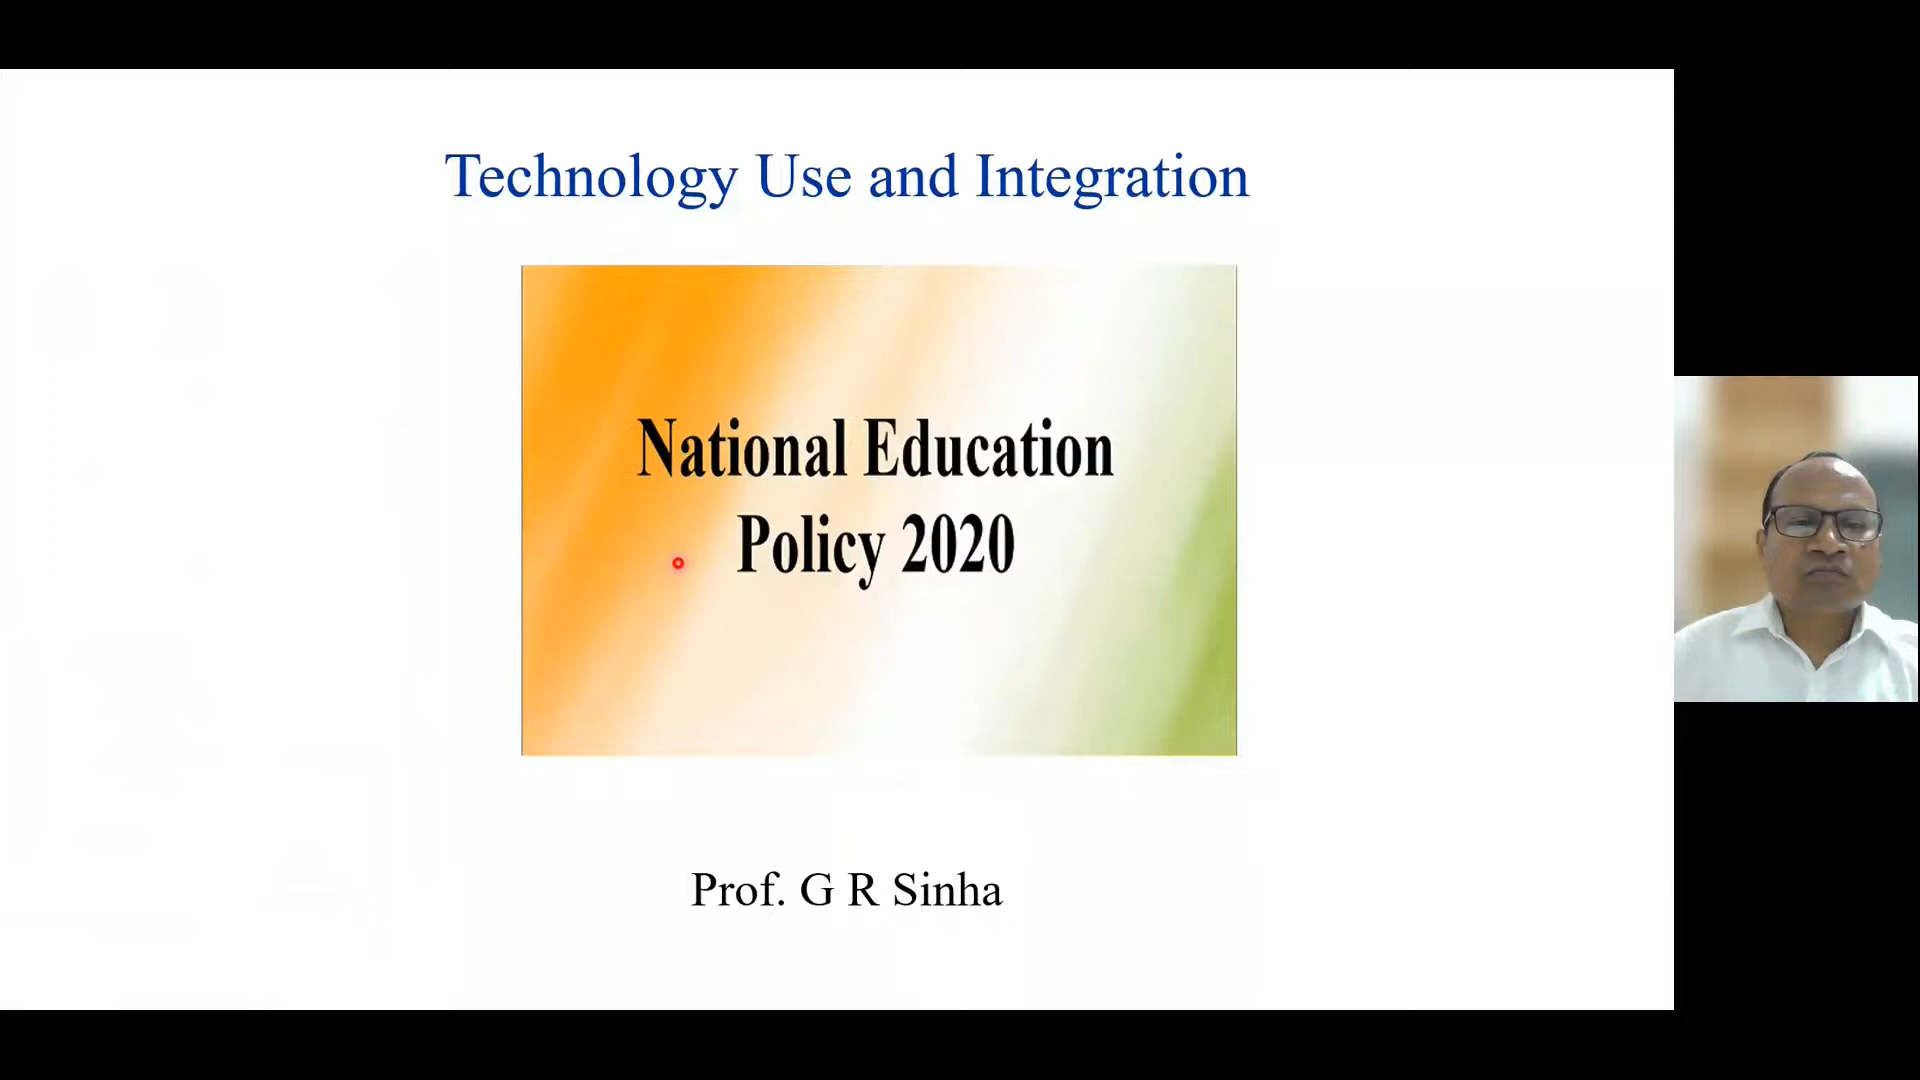 Technology Use and Integration
National Education
Policy 2020
Prof. G R Sinha